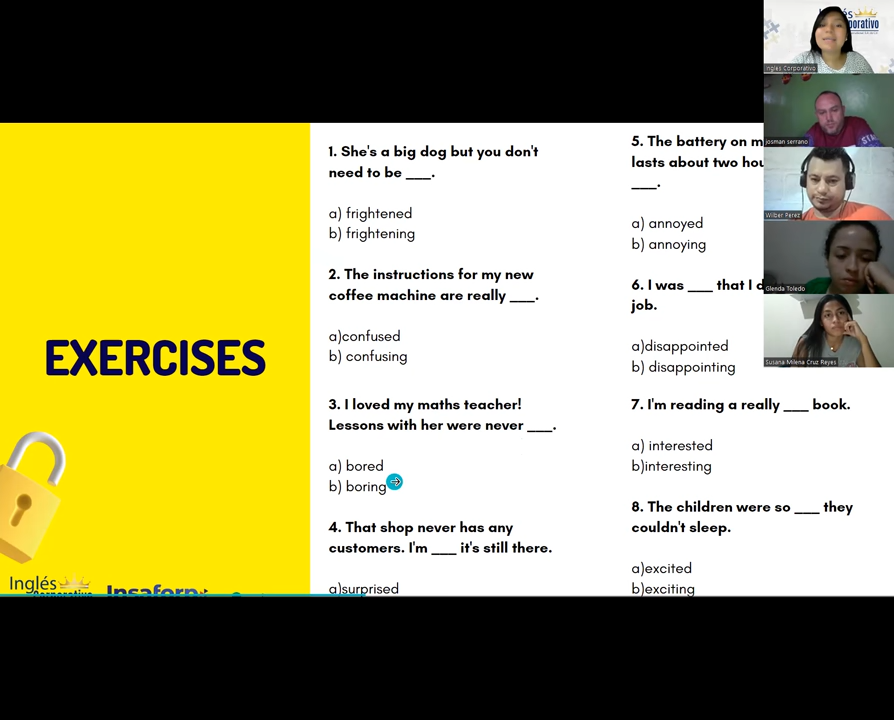 EXERCISES
Inglés
Corporativo
Insaforp
1. She's a big dog but you don't
need to be ___.
a) frightened
b) frightening
2. The instructions for my new
coffee machine are really ___.
a)confused
b) confusing
3. I loved my maths teacher!
Lessons with her were never ___.
a) bored
b) boring
4. That shop never has any
customers. I'm ___ it's still there.
a)surprised
5. The battery on m
lasts about two hou
___.
a) annoyed
b) annoying
6. I was ___ that I d
job.
a)disappointed
b) disappointing
7. I'm reading a really ___ book.
a) interested
b)interesting
8. The children were so ___ they
couldn't sleep.
a)excited
b)exciting
Inglés Corporativo
josman serrano
Wilber Perez
Glenda Toledo
Susana Milena Cruz Reyes